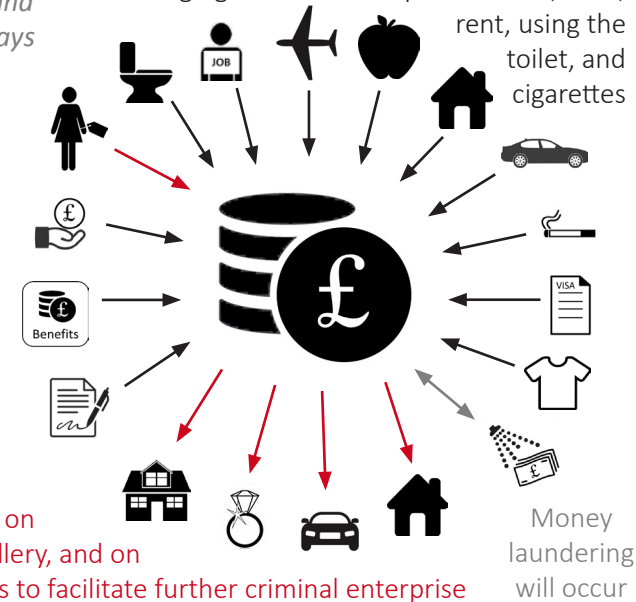 ays
rent, using the
toilet, and
cigarettes
JOB
£
VISA
£
Benefits
£
on
llery, and on
s to facilitate further criminal enterprise
Money
laundering
will occur